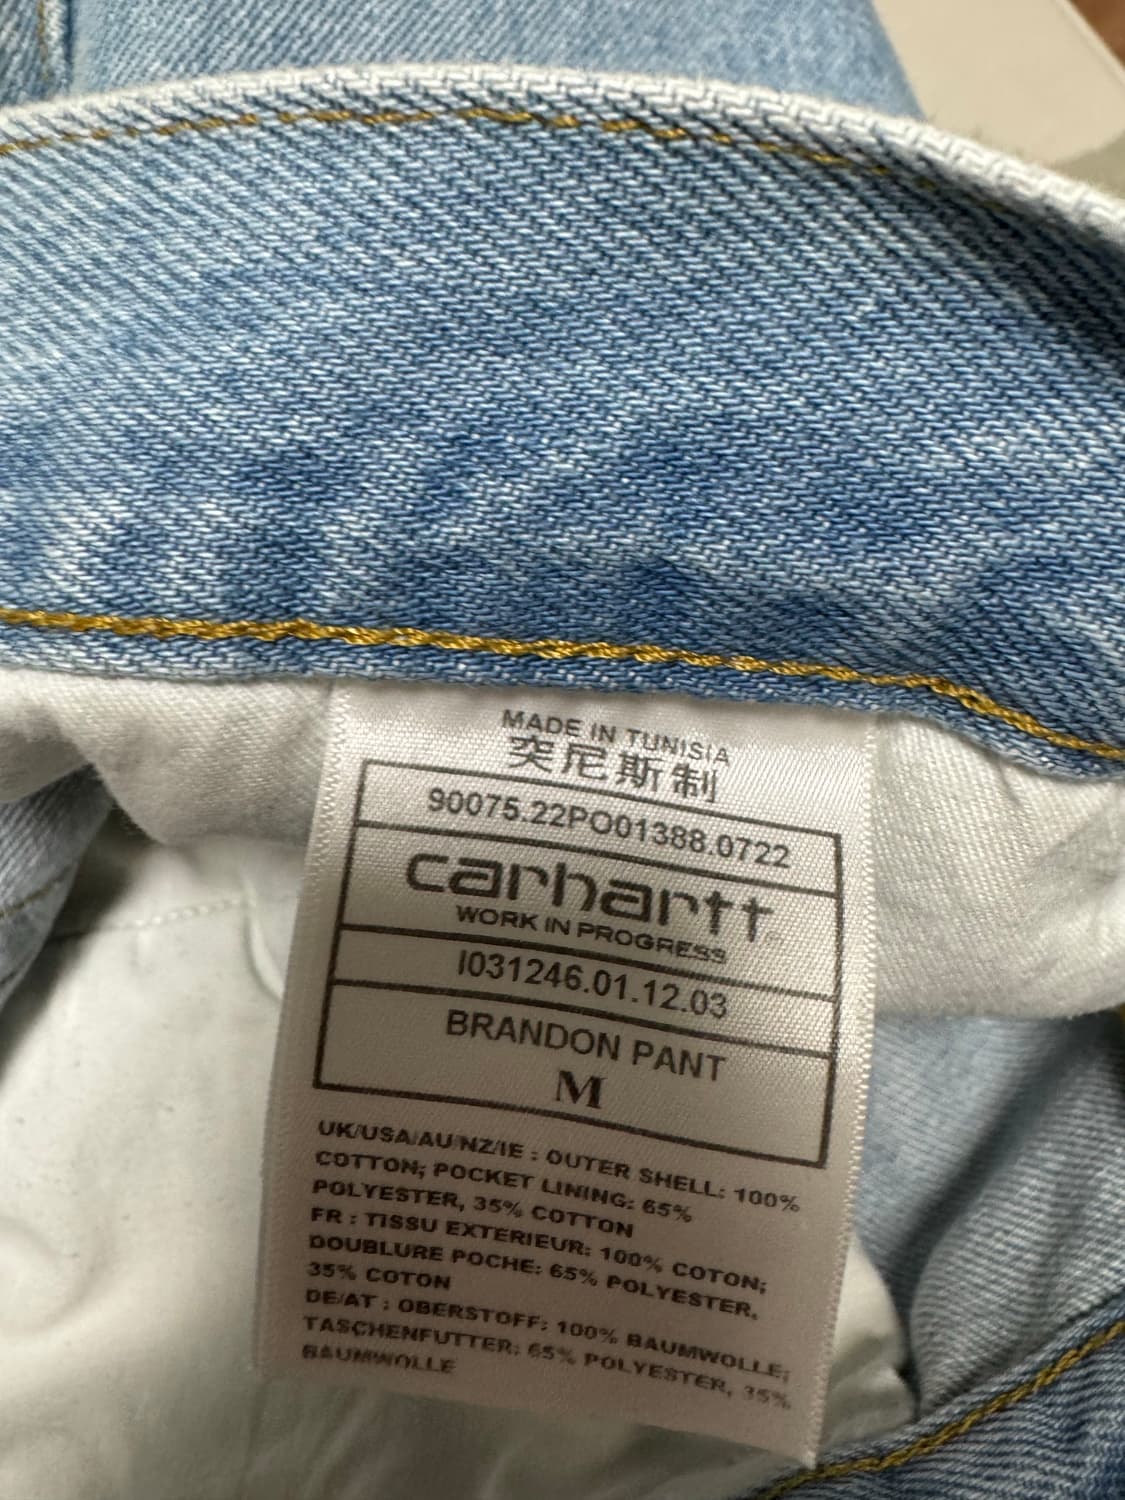 MADE IN TUNISIA
突尼斯制
90075.22PO01388.0722
carhartt
WORK IN PROGRESS
I031246.01.12.03
BRANDON PANT
M
UK/USA/AU/NZ/IE : OUTER SHELL: 100%
COTTON; POCKET LINING: 65%
POLYESTER, 35% COTTON
FR : TISSU EXTERIEUR: 100% COTON;
DOUBLURE POCHE: 65% POLYESTER,
35% COTON
DE/AT : OBERSTOFF: 100% BAUMWOLLE;
TASCHENFUTTER: 65% POLYESTER, 35%
BAUMWOLLE